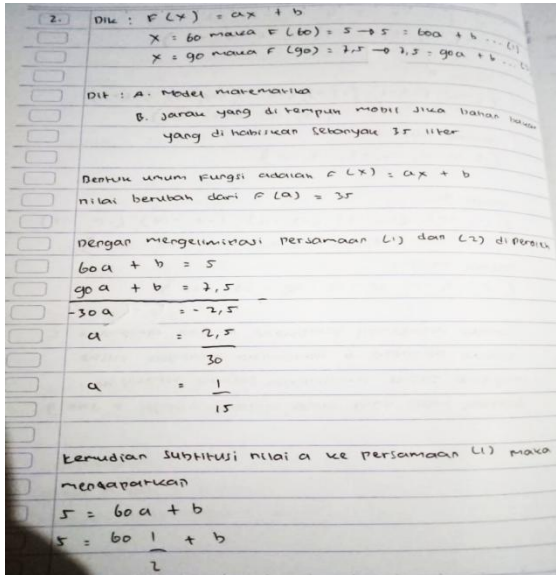 2. Dik : F (x) = ax + b
x = 60 maka F (60) = 5 → 5 = 60a + b ... (1)
x = 90 maka F (90) = 7,5 → 7,5 = 90a + b ...
Dit : A. Model matematika
B. Jarak yang di tempuh mobil jika bahan bakar
yang di habiskan sebanyak 35 liter
Bentuk umum fungsi adalah F (x) = ax + b
nilai berubah dari F (a) = 35
Dengan mengeliminasi persamaan (1) dan (2) diperoleh
60a + b = 5
90a + b = 7,5 -
-30a = -2,5
a = 2,5
30
a = 1
15
kemudian subtitusi nilai a ke persamaan (1) maka
mendapatkan
5 = 60a + b
5 = 60 1 + b
2